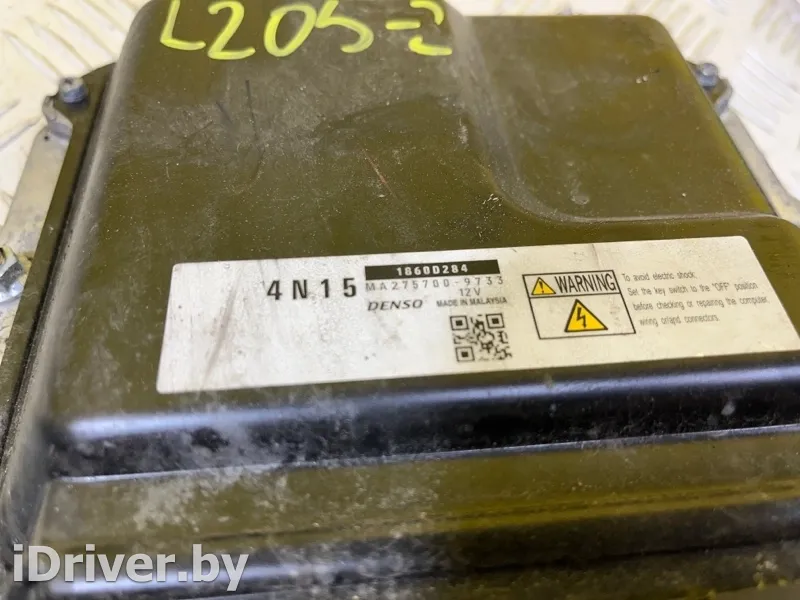 L205-2
1860D284
4N15
MA275700-9733
12V
DENSO MADE IN MALAYSIA
WARNING
To avoid electric shock:
Set the key switch to the "OFF" position
before checking or repairing the computer,
wiring or/and connectors.
iDriver.by